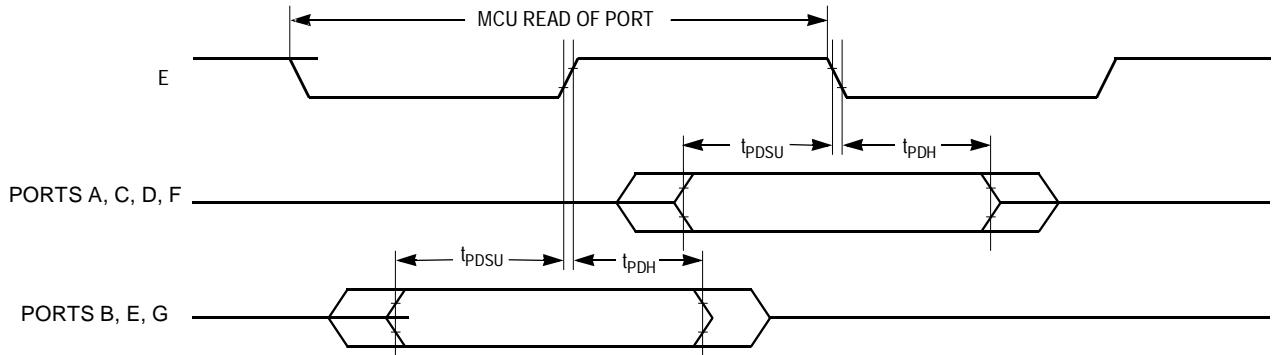 MCU READ OF PORT
E
tPDSU
tPDH
PORTS A, C, D, F
tPDSU
tPDH
PORTS B, E, G